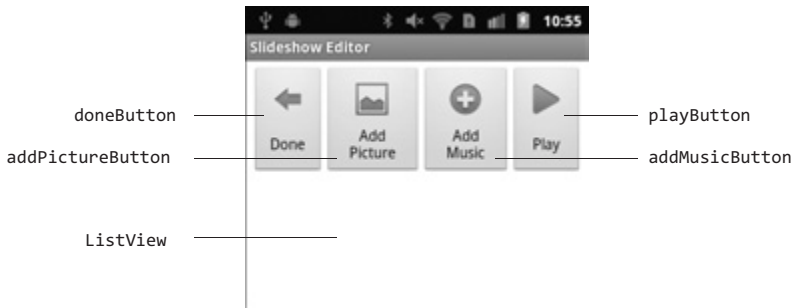 10:55
Slideshow Editor
doneButton
Done
Add
Picture
Add
Music
Play
playButton
addPictureButton
addMusicButton
ListView